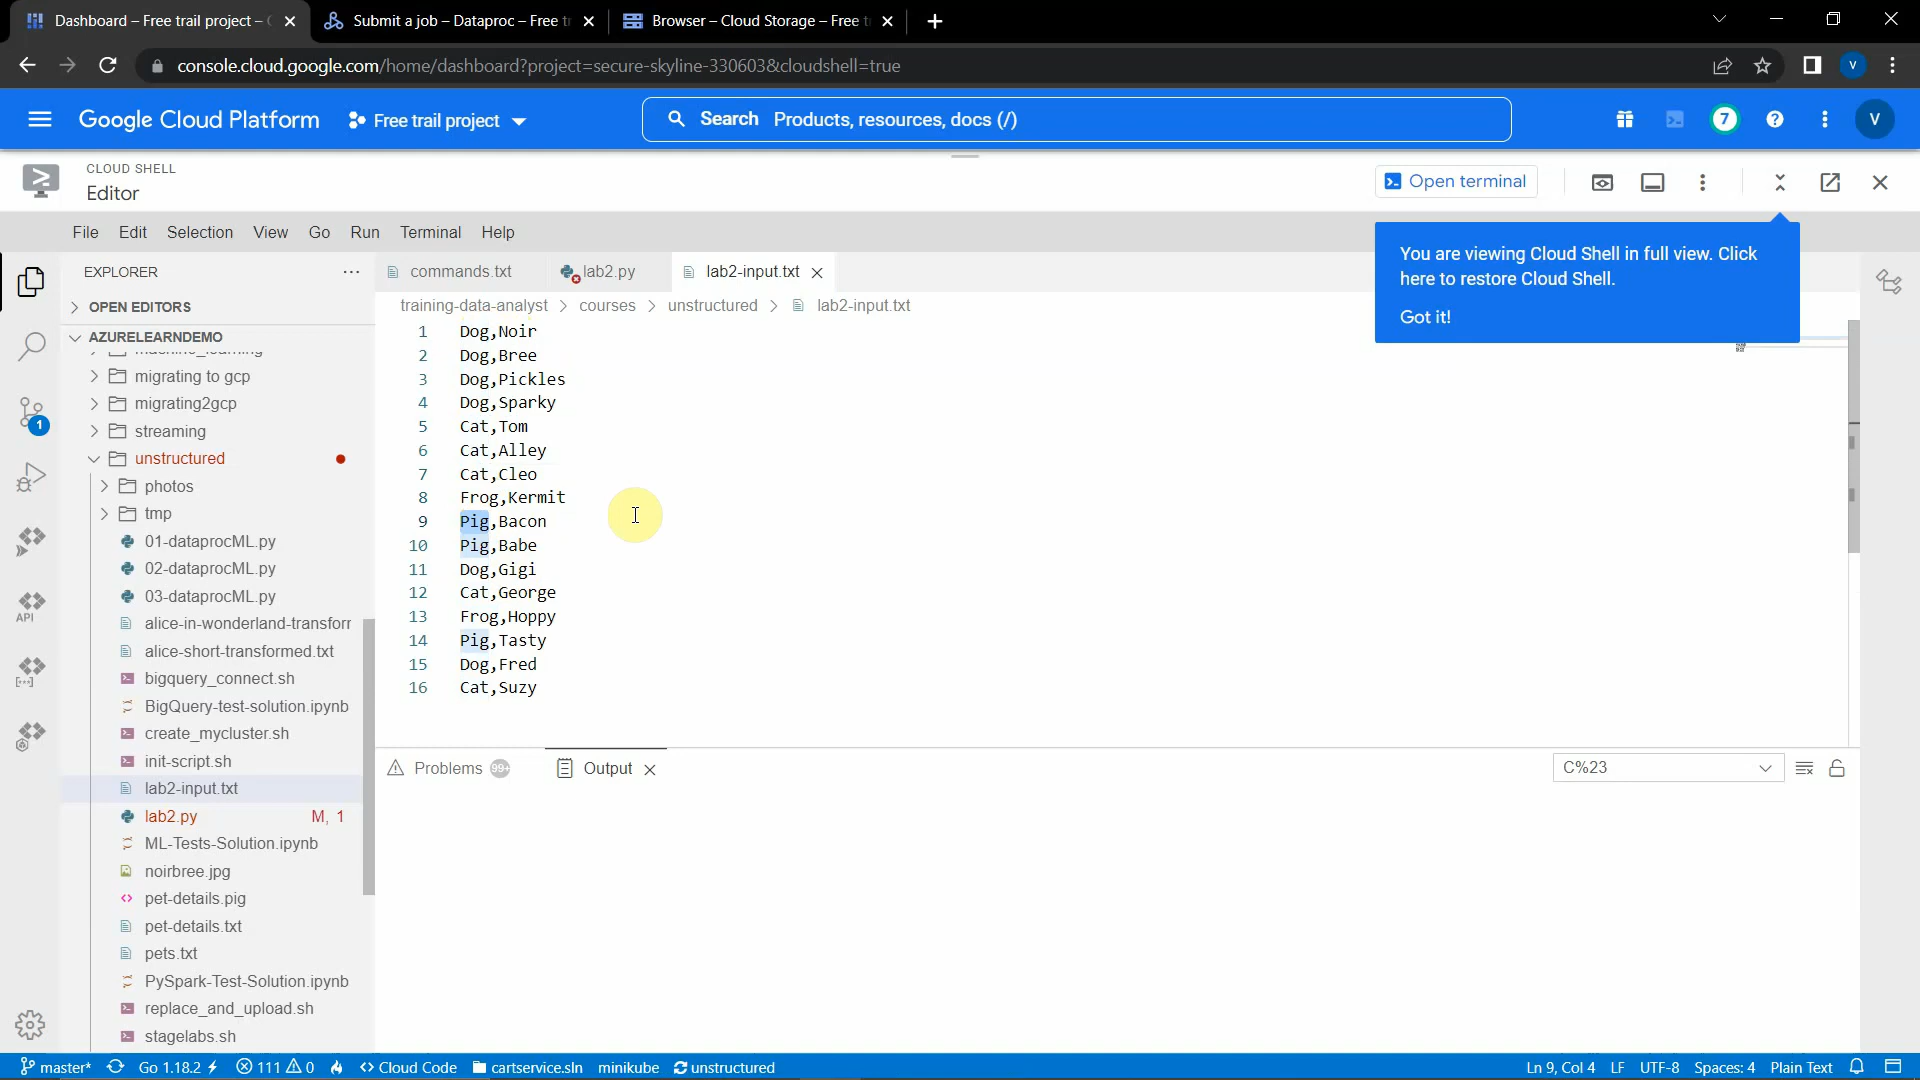 Dashboard – Free trail project –
Submit a job – Dataproc – Free
Browser – Cloud Storage – Free
console.cloud.google.com/home/dashboard?project=secure-skyline-330603&cloudshell=true
V
Google Cloud Platform
Free trail project
Search Products, resources, docs (/)
7
V
CLOUD SHELL
Editor
Open terminal
File Edit Selection View Go Run Terminal Help
You are viewing Cloud Shell in full view. Click
here to restore Cloud Shell.
Got it!
EXPLORER
OPEN EDITORS
AZURELEARNDEMO
migrating to gcp
migrating2gcp
streaming
unstructured
photos
tmp
01-dataprocML.py
02-dataprocML.py
03-dataprocML.py
alice-in-wonderland-transfor
alice-short-transformed.txt
bigquery_connect.sh
BigQuery-test-solution.ipynb
create_mycluster.sh
init-script.sh
lab2-input.txt
lab2.py M, 1
ML-Tests-Solution.ipynb
noirbree.jpg
pet-details.pig
pet-details.txt
pets.txt
PySpark-Test-Solution.ipynb
replace_and_upload.sh
stagelabs.sh
1
API
commands.txt
lab2.py
lab2-input.txt
training-data-analyst > courses > unstructured > lab2-input.txt
1 Dog,Noir
2 Dog,Bree
3 Dog,Pickles
4 Dog,Sparky
5 Cat,Tom
6 Cat,Alley
7 Cat,Cleo
8 Frog,Kermit
9 Pig,Bacon
10 Pig,Babe
11 Dog,Gigi
12 Cat,George
13 Frog,Hoppy
14 Pig,Tasty
15 Dog,Fred
16 Cat,Suzy
Problems 99+
Output
C%23
master* Go 1.18.2 111 0 Cloud Code cartservice.sln minikube unstructured
Ln 9, Col 4 LF UTF-8 Spaces: 4 Plain Text